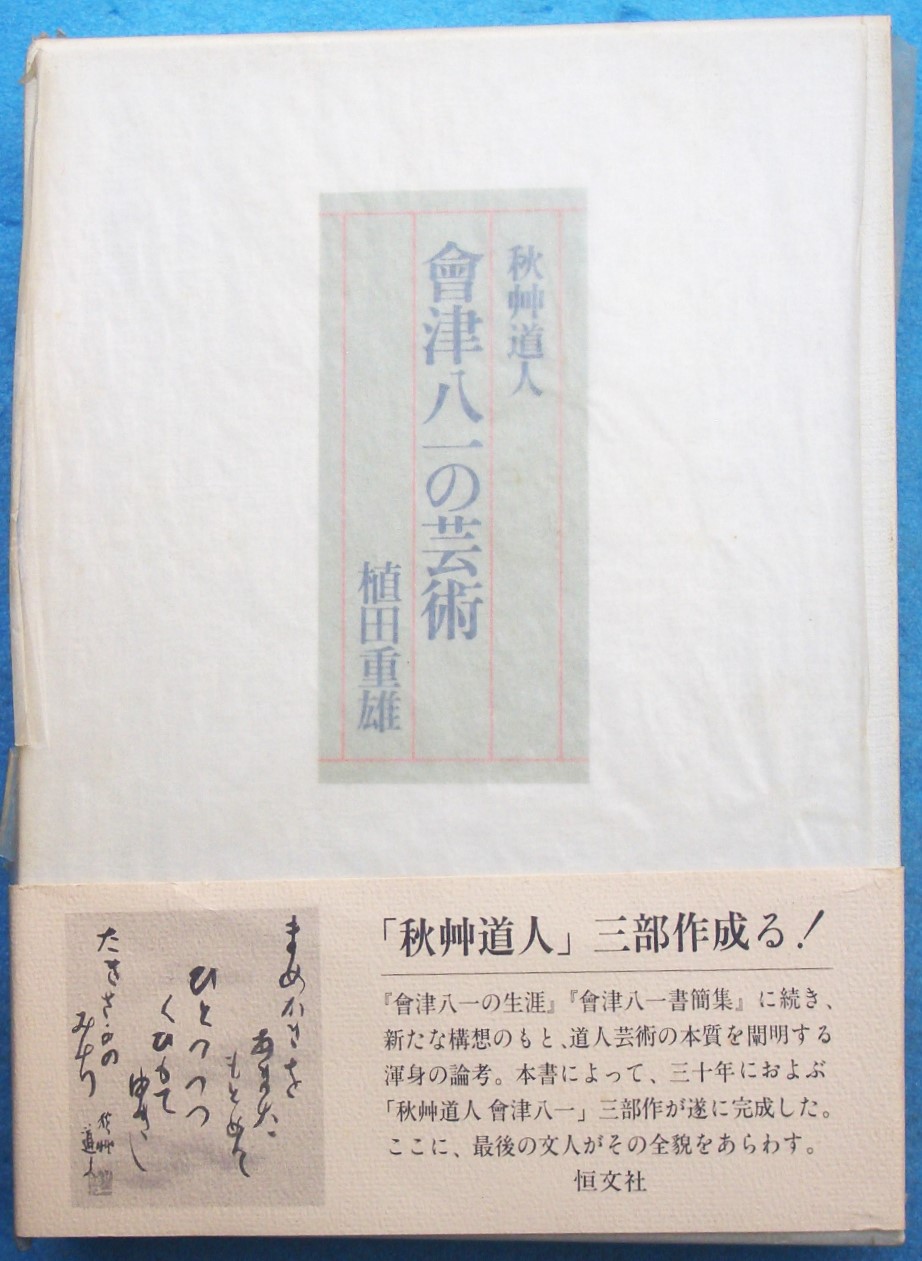 秋艸道人
會津八一の芸術
植田重雄
「秋艸道人」三部作成る！
『會津八一の生涯』『會津八一書簡集』に続き、
新たな構想のもと、道人芸術の本質を闡明する
渾身の論考。本書によって、三十年におよぶ
「秋艸道人 會津八一」三部作が遂に完成した。
ここに、最後の文人がその全貌をあらわす。
恒文社
まめかきを
あまた
もとめて
ひとつつつ
くひもて
ゆきし
たきさかの
みち
秋艸
道人